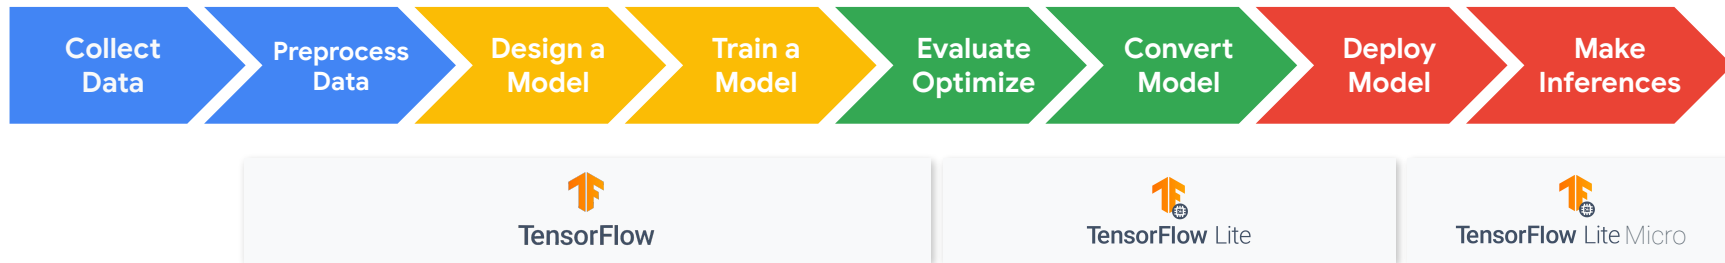 Collect
Data
Preprocess
Data
Design a
Model
Train a
Model
Evaluate
Optimize
Convert
Model
Deploy
Model
Make
Inferences
TensorFlow
TensorFlow Lite
TensorFlow Lite Micro